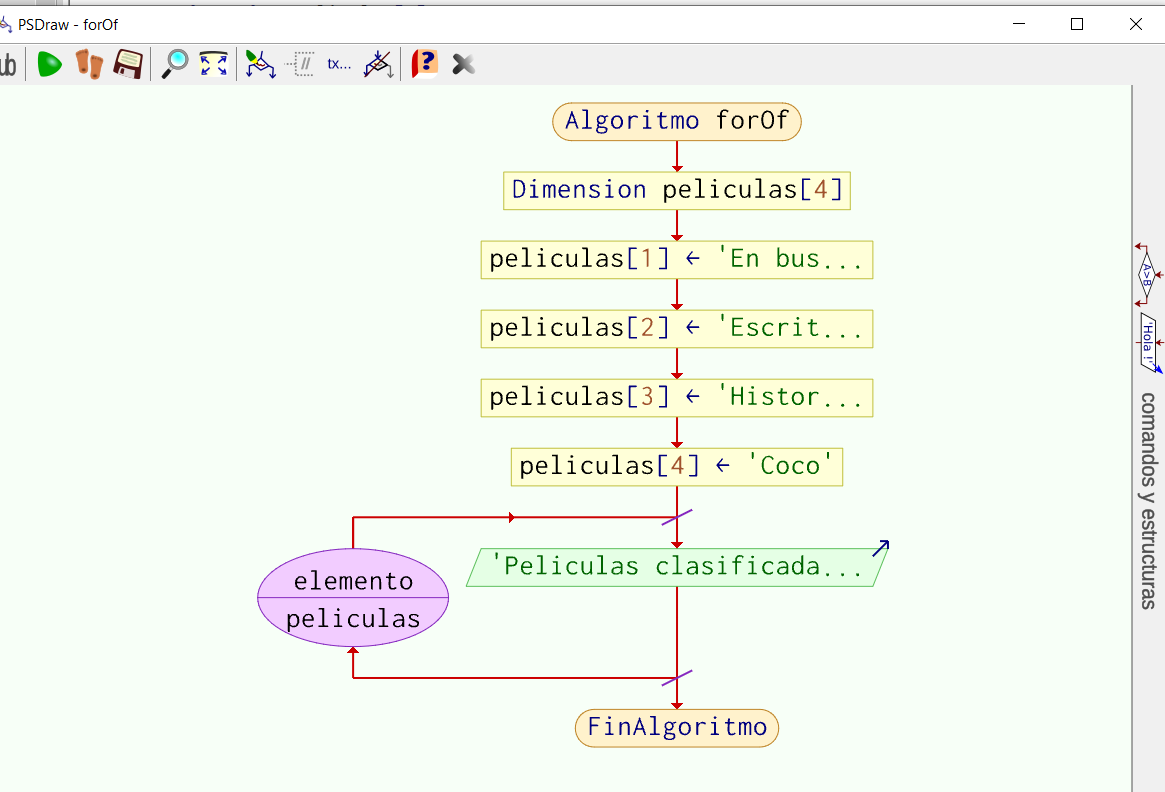 PSDraw - forOf
ub
tx...
?
Algoritmo forOf
Dimension peliculas[4]
peliculas[1] ← 'En bus...
peliculas[2] ← 'Escrit...
peliculas[3] ← 'Histor...
peliculas[4] ← 'Coco'
'Peliculas clasificada...
elemento
peliculas
FinAlgoritmo
A>B
'Hola !'
comandos y estructuras